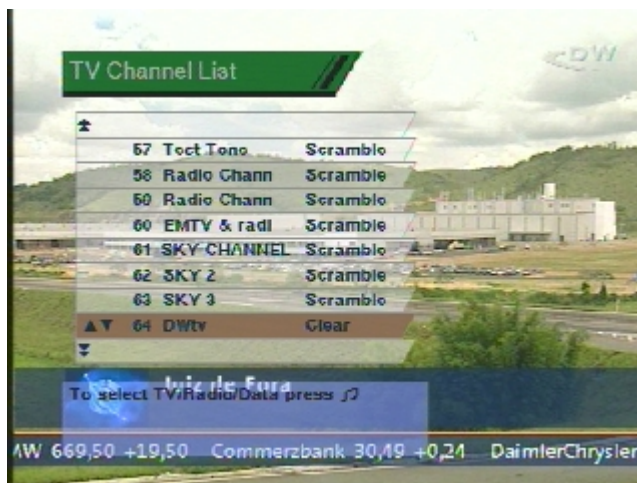 TV Channel List
DW
57 Test Tone Scramble
58 Radio Chann Scramble
59 Radio Chann Scramble
60 EMTV & radi Scramble
61 SKY CHANNEL Scramble
62 SKY 2 Scramble
63 SKY 3 Scramble
64 DWtv Clear
Juiz de Fora
To select TV/Radio/Data press
MW 669,50 +19,50 Commerzbank 30,49 +0,24 DaimlerChrysler